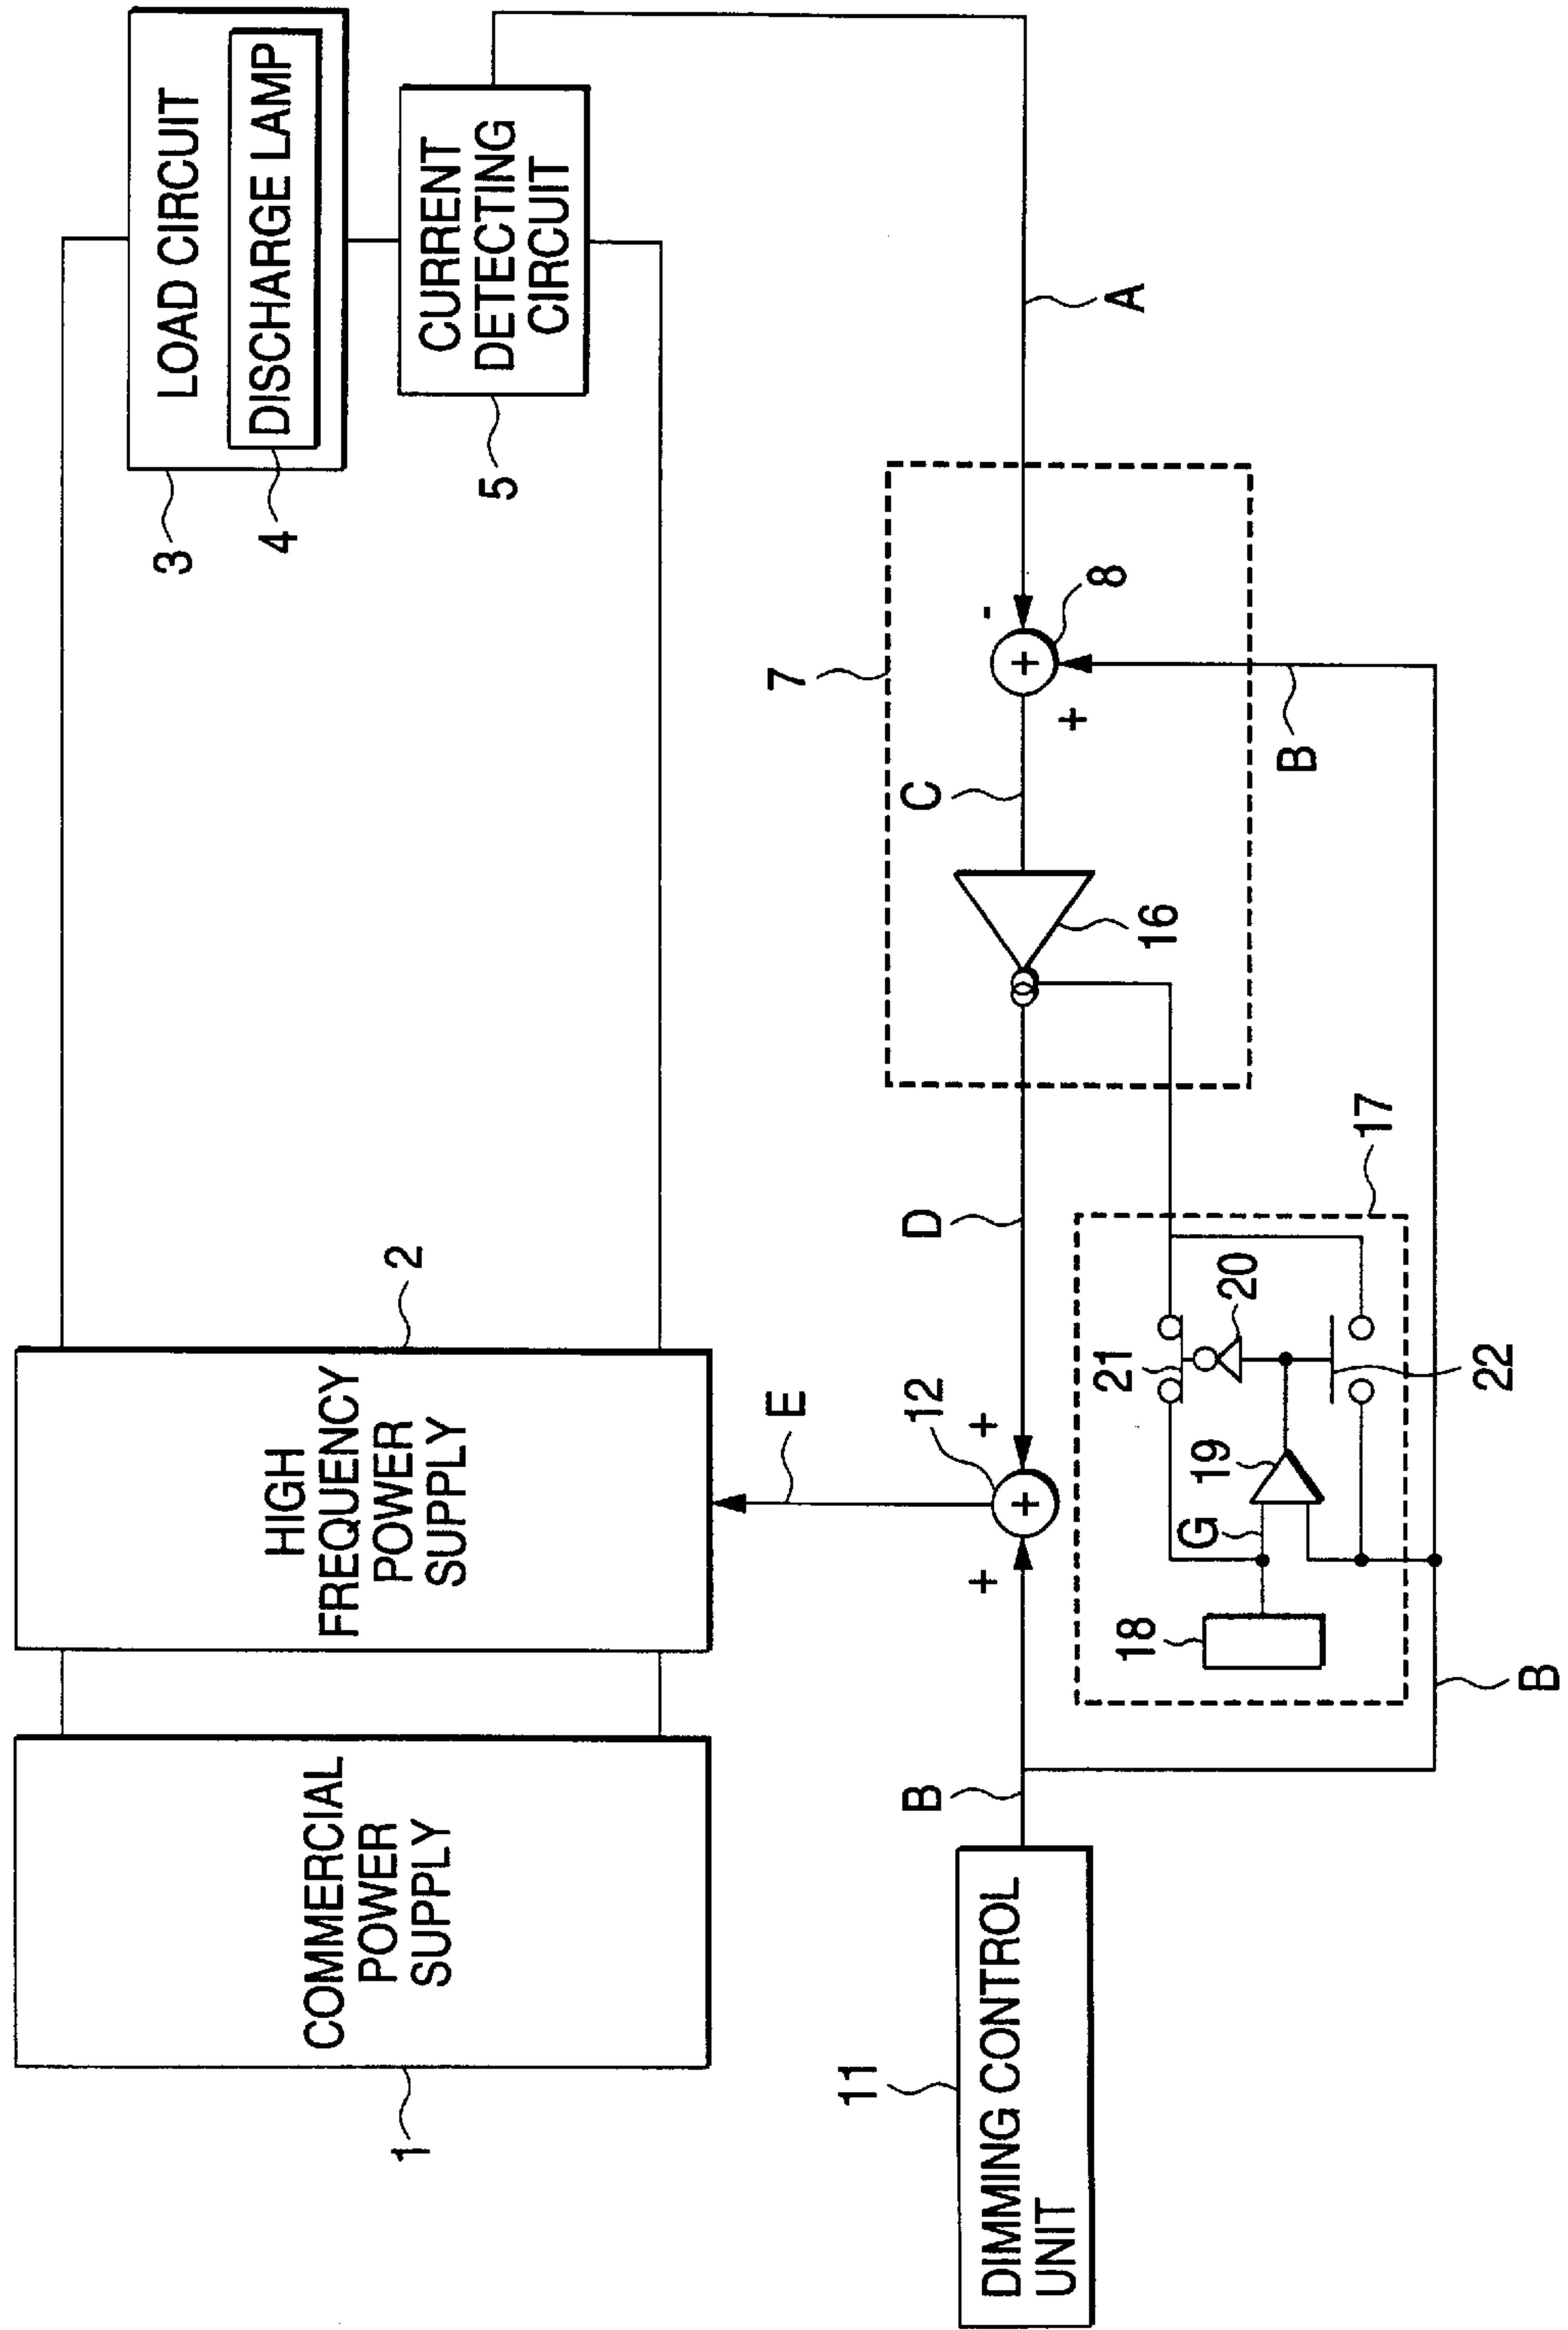 COMMERCIAL
POWER
SUPPLY
1
HIGH
FREQUENCY
POWER
SUPPLY
2
LOAD CIRCUIT
DISCHARGE LAMP
3
4
CURRENT
DETECTING
CIRCUIT
5
E
7
11
DIMMING CONTROL
UNIT
B
+
12
+
+
D
C
-
+
8
+
A
16
18
G
19
21
20
22
17
B
B